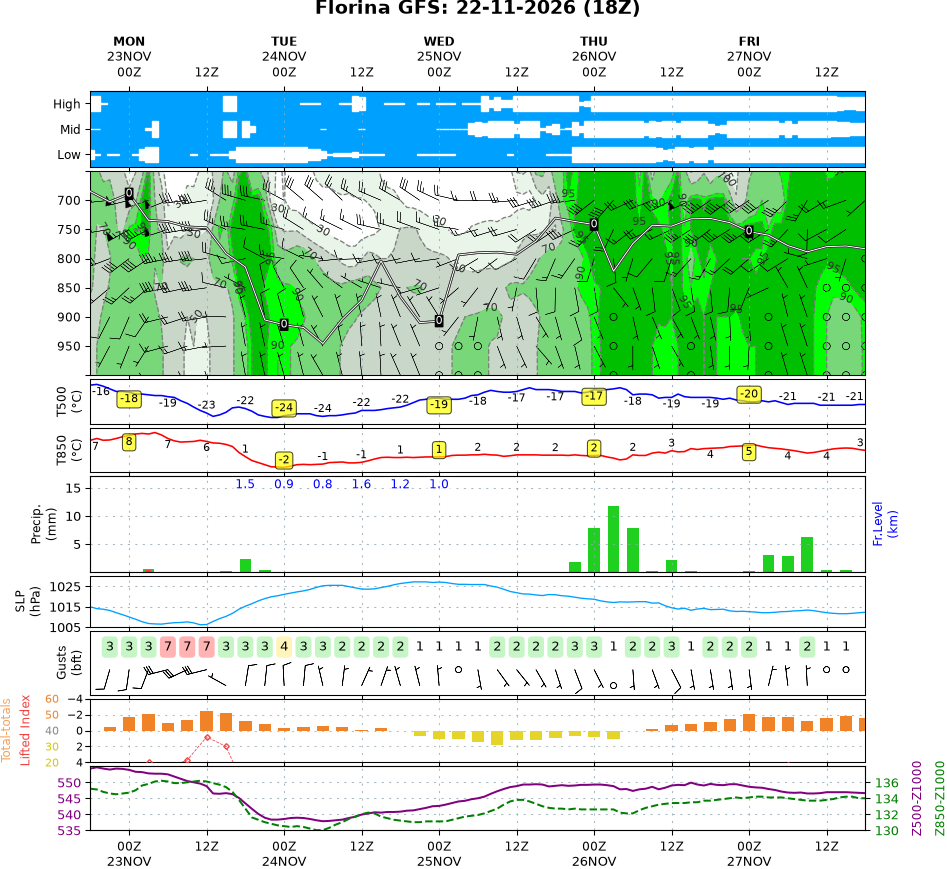 Florina GFS: 22-11-2026 (18Z)
MON TUE WED THU FRI
23NOV 24NOV 25NOV 26NOV 27NOV
00Z 12Z 00Z 12Z 00Z 12Z 00Z 12Z 00Z 12Z
High
Mid
Low
700
750
800
850
900
950
0 0 0 0 0
T500
(°C)
-16 -18 -19 -23 -22 -24 -24 -22 -22 -19 -18 -17 -17 -17 -18 -19 -19 -20 -21 -21 -21
T850
(°C)
7 8 7 6 1 -2 -1 -1 1 1 2 2 2 2 2 3 4 5 4 4 3
1.5 0.9 0.8 1.6 1.2 1.0
Precip.
(mm)
15
10
5
Fr.Level
(km)
SLP
(hPa)
1025
1015
1005
Gusts
(bft)
3 3 3 7 7 7 3 3 3 4 3 3 2 2 2 2 1 1 1 1 2 2 2 2 3 3 1 2 2 3 1 2 2 2 1 1 2 1 1
Total-totals
Lifted Index
60 −4
50 −2
40 0
30 2
20 4
550
545
540
535
136
134
132
130
Z500-Z1000
Z850-Z1000
00Z 12Z 00Z 12Z 00Z 12Z 00Z 12Z 00Z 12Z
23NOV 24NOV 25NOV 26NOV 27NOV